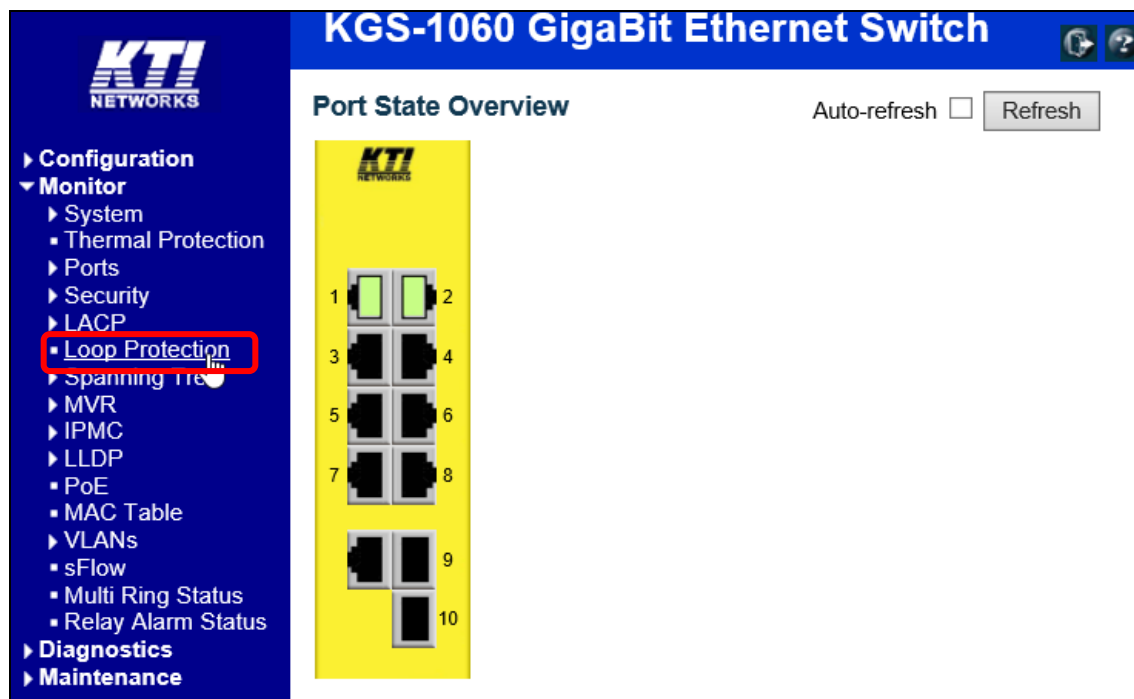 KTI
NETWORKS
KGS-1060 GigaBit Ethernet Switch
Port State Overview
Auto-refresh
Refresh
Configuration
Monitor
System
Thermal Protection
Ports
Security
LACP
Loop Protection
Spanning Tre
MVR
IPMC
LLDP
PoE
MAC Table
VLANs
sFlow
Multi Ring Status
Relay Alarm Status
Diagnostics
Maintenance
KTI
NETWORKS
1 2
3 4
5 6
7 8
9
10